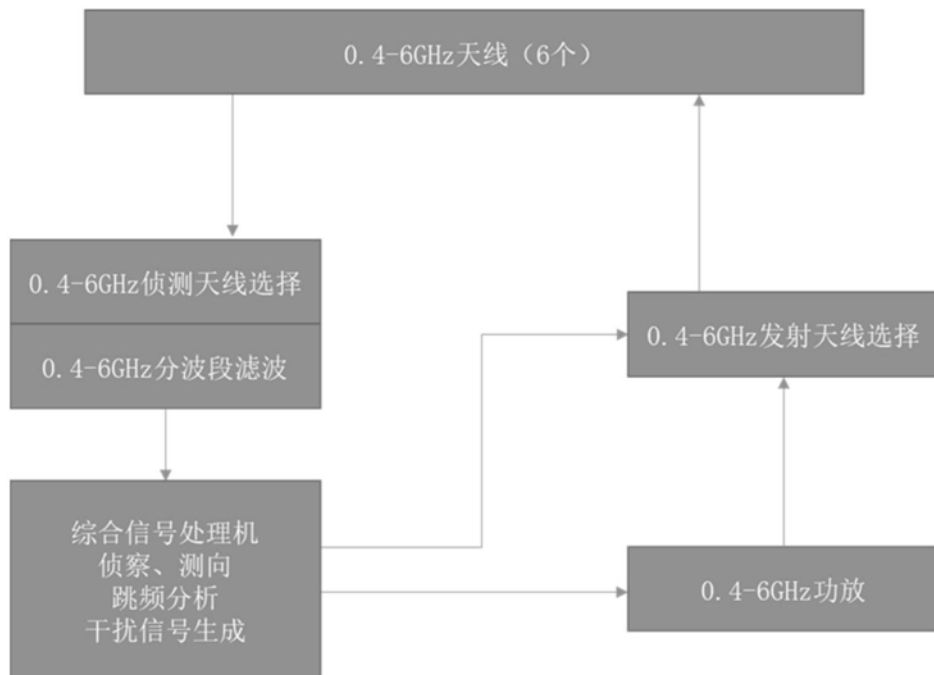 0.4-6GHz天线（6个）
0.4-6GHz侦测天线选择
0.4-6GHz分波段滤波
0.4-6GHz发射天线选择
综合信号处理机
侦察、测向
跳频分析
干扰信号生成
0.4-6GHz功放